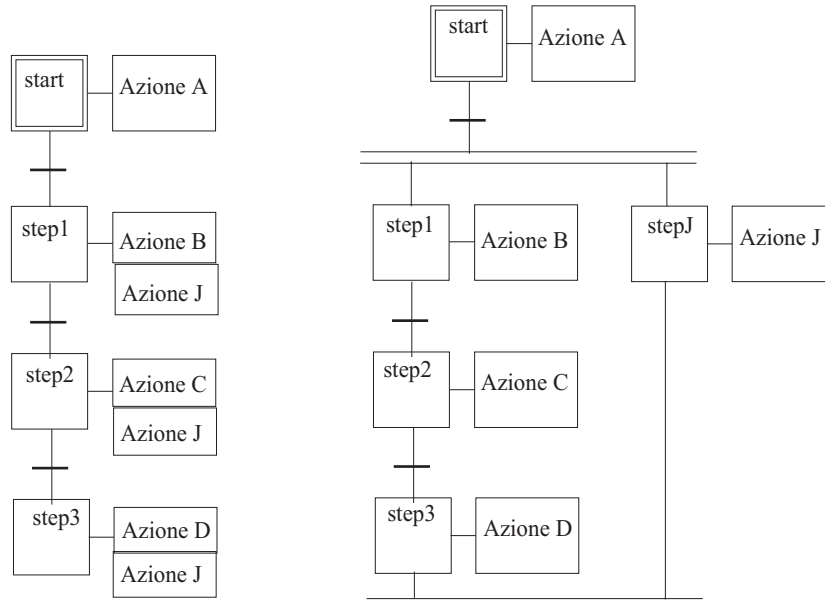 start
Azione A
step1
Azione B
Azione J
step2
Azione C
Azione J
step3
Azione D
Azione J
start
Azione A
step1
Azione B
stepJ
Azione J
step2
Azione C
step3
Azione D